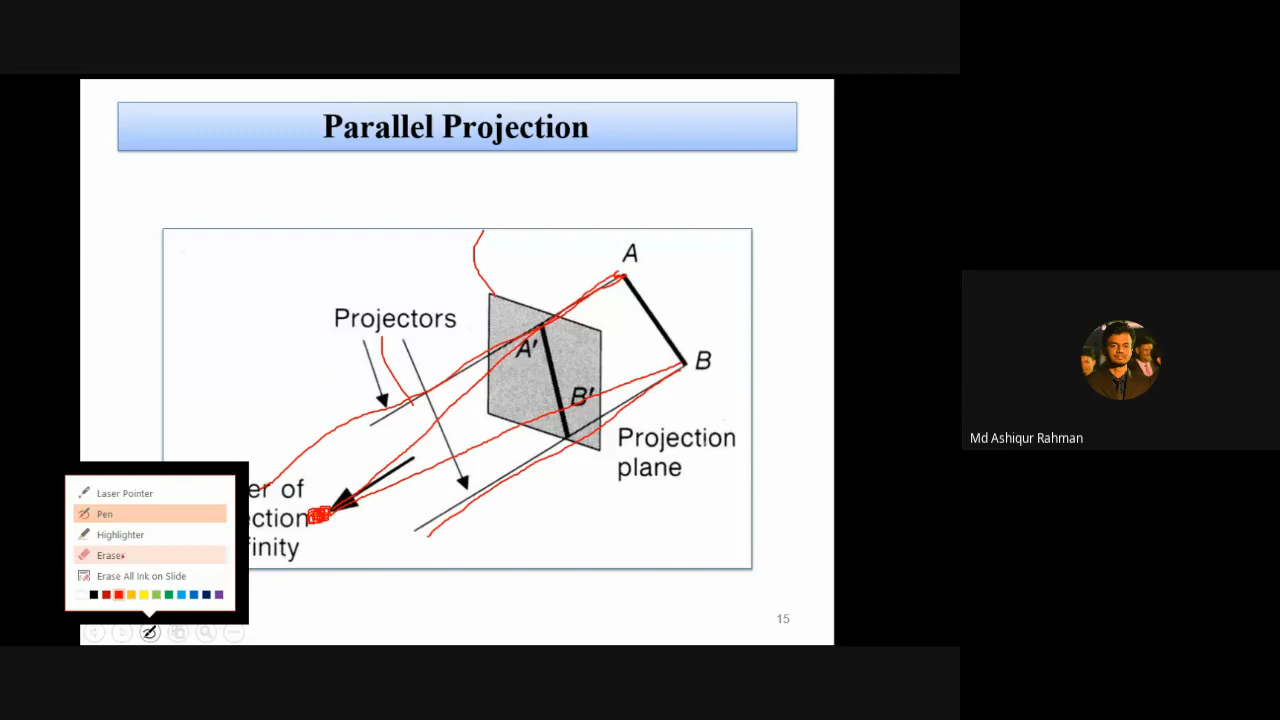 Parallel Projection
A
Projectors
A'
B
B'
Projection
plane
er of
ection
finity
15
Laser Pointer
Pen
Highlighter
Eraser
Erase All Ink on Slide
Md Ashiqur Rahman